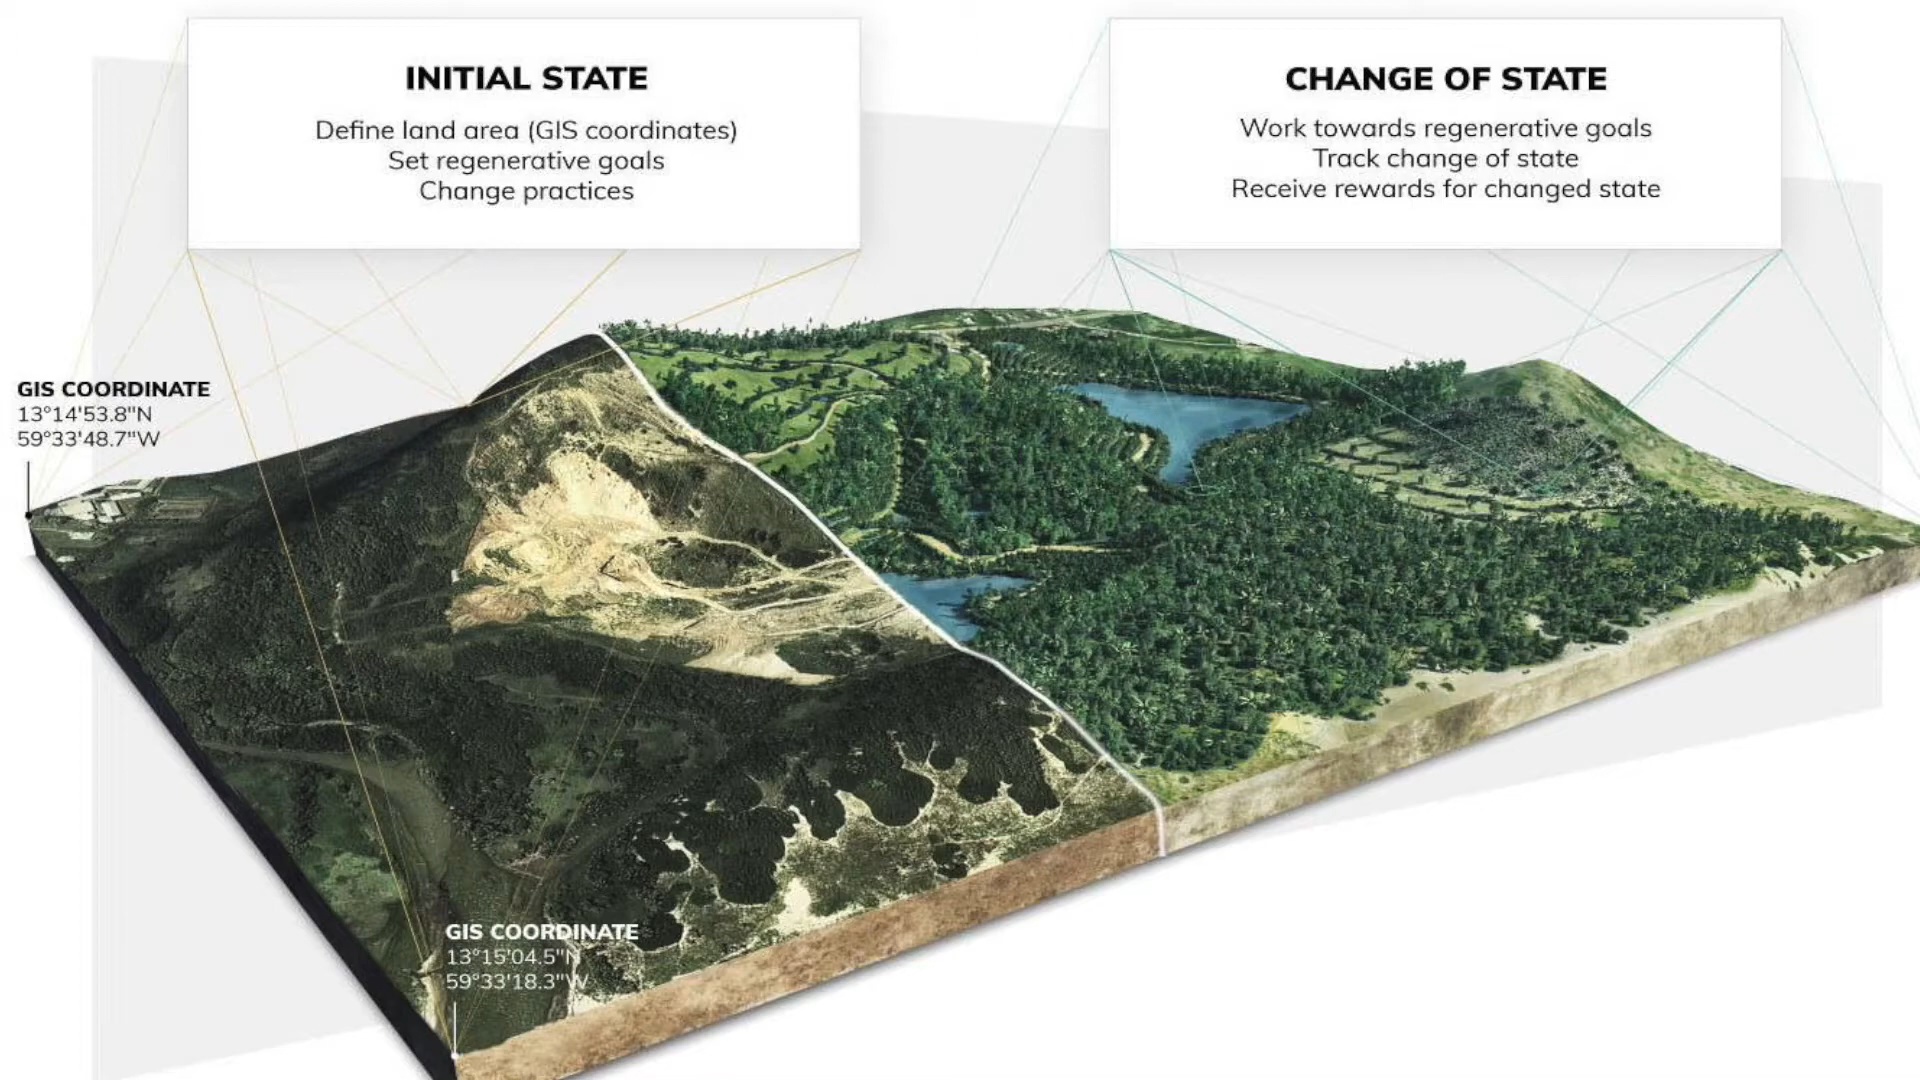 INITIAL STATE
Define land area (GIS coordinates)
Set regenerative goals
Change practices
CHANGE OF STATE
Work towards regenerative goals
Track change of state
Receive rewards for changed state
GIS COORDINATE
13°14'53.8"N
59°33'48.7"W
GIS COORDINATE
13°15'04.5"N
59°33'18.3"W